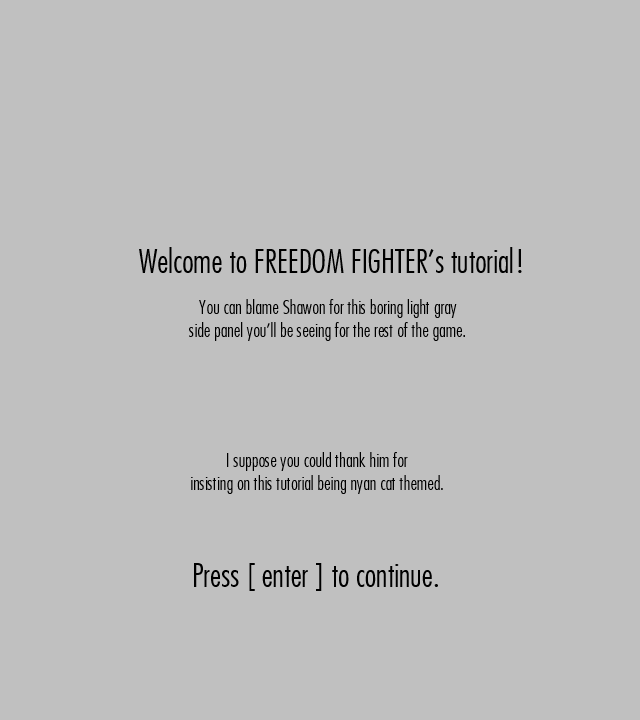 Welcome to FREEDOM FIGHTER's tutorial!
You can blame Shawon for this boring light gray
side panel you'll be seeing for the rest of the game.
I suppose you could thank him for
insisting on this tutorial being nyan cat themed.
Press [ enter ] to continue.